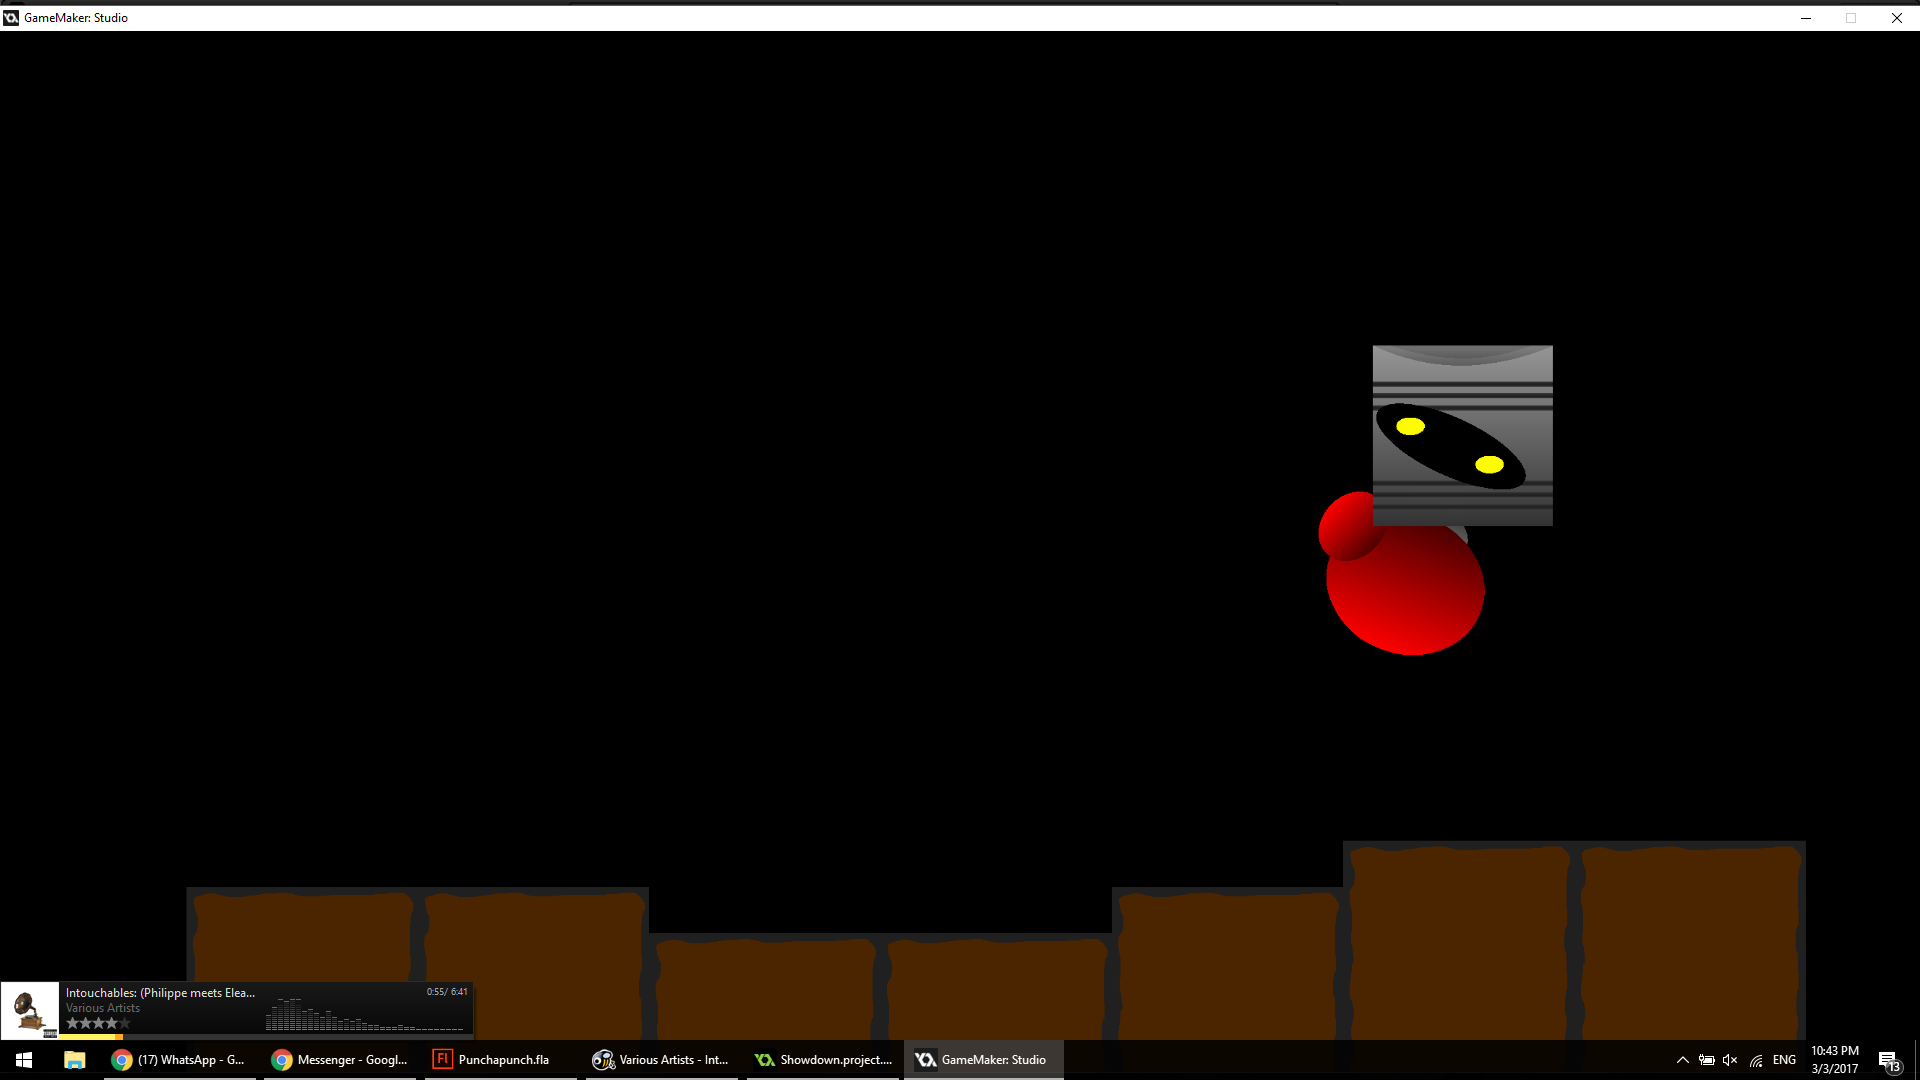 GameMaker: Studio
Intouchables: (Philippe meets Elea...
0:55/ 6:41
Various Artists
(17) WhatsApp - G...
Messenger - Googl...
Fl
Punchapunch.fla
Various Artists - Int...
Showdown.project....
GameMaker: Studio
ENG
10:43 PM
3/3/2017
13